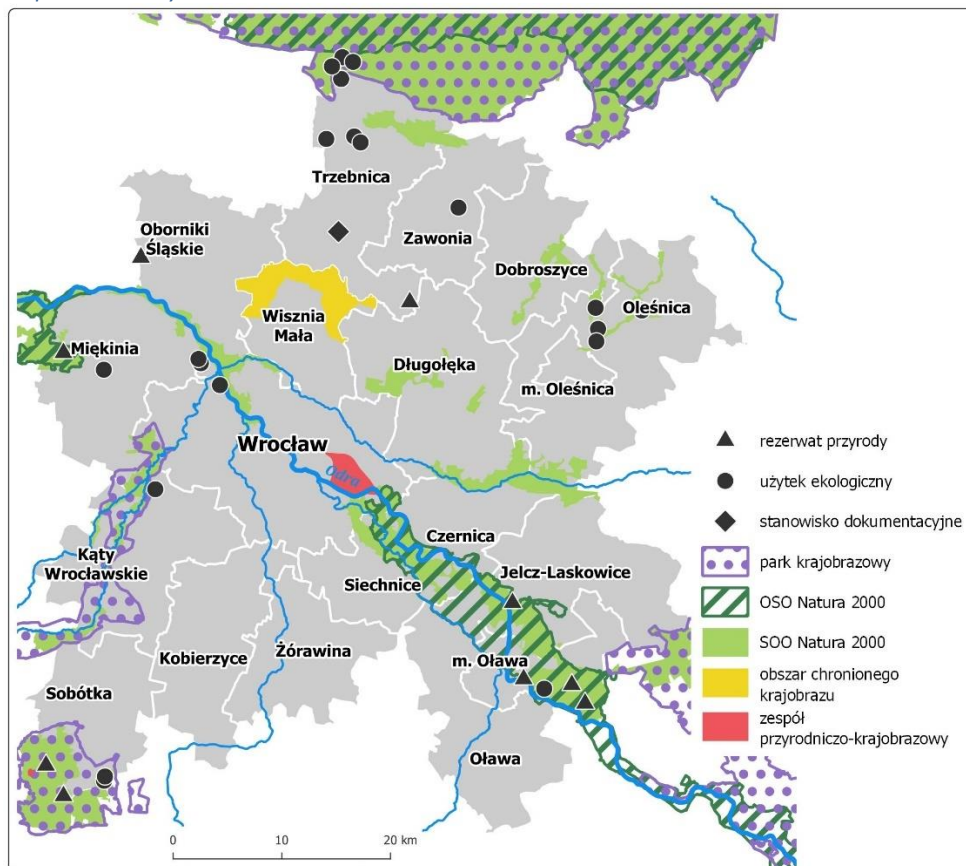 Trzebnica
Oborniki
Śląskie
Zawonia
Dobroszyce
Oleśnica
Wisznia
Mała
Miękinia
Długołęka
m. Oleśnica
Wrocław
Odra
Czernica
Kąty
Wrocławskie
Siechnice
Jelcz-Laskowice
Kobierzyce
Żórawina
m. Oława
Sobótka
Oława
rezerwat przyrody
użytek ekologiczny
stanowisko dokumentacyjne
park krajobrazowy
OSO Natura 2000
SOO Natura 2000
obszar chronionego
krajobrazu
zespół
przyrodniczo-krajobrazowy
0 10 20 km